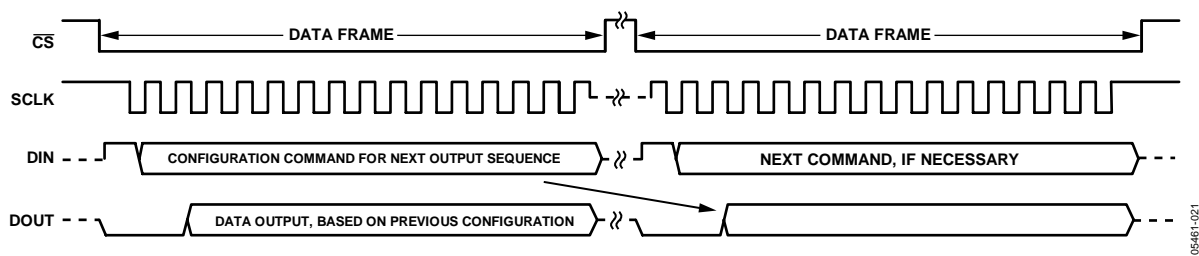 CS
DATA FRAME
DATA FRAME
SCLK
DIN
CONFIGURATION COMMAND FOR NEXT OUTPUT SEQUENCE
NEXT COMMAND, IF NECESSARY
DOUT
DATA OUTPUT, BASED ON PREVIOUS CONFIGURATION
05461-021